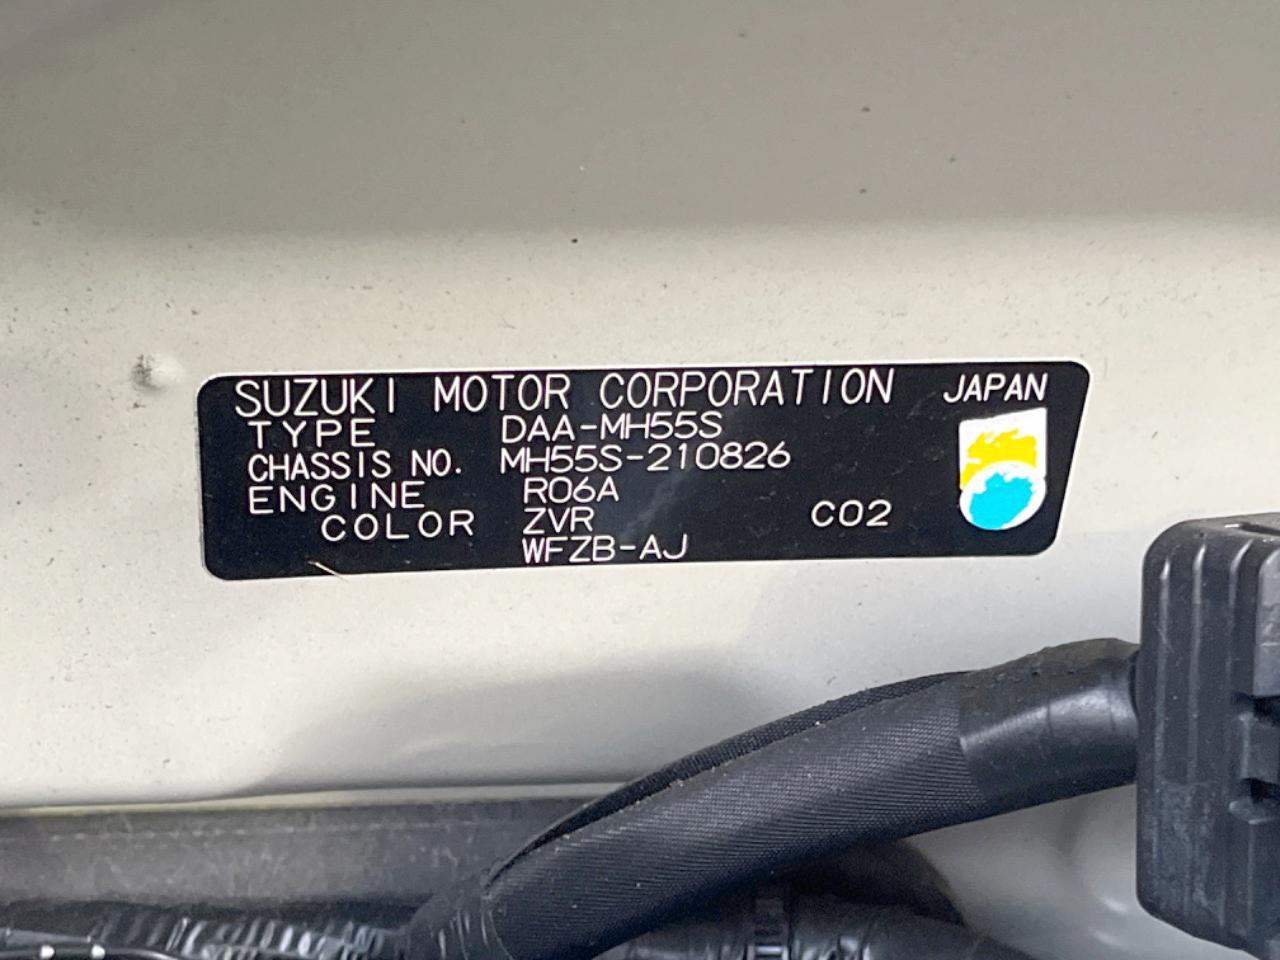 SUZUKI MOTOR CORPORATION JAPAN
TYPE DAA-MH55S
CHASSIS NO. MH55S-210826
ENGINE R06A
COLOR ZVR C02
WFZB-AJ